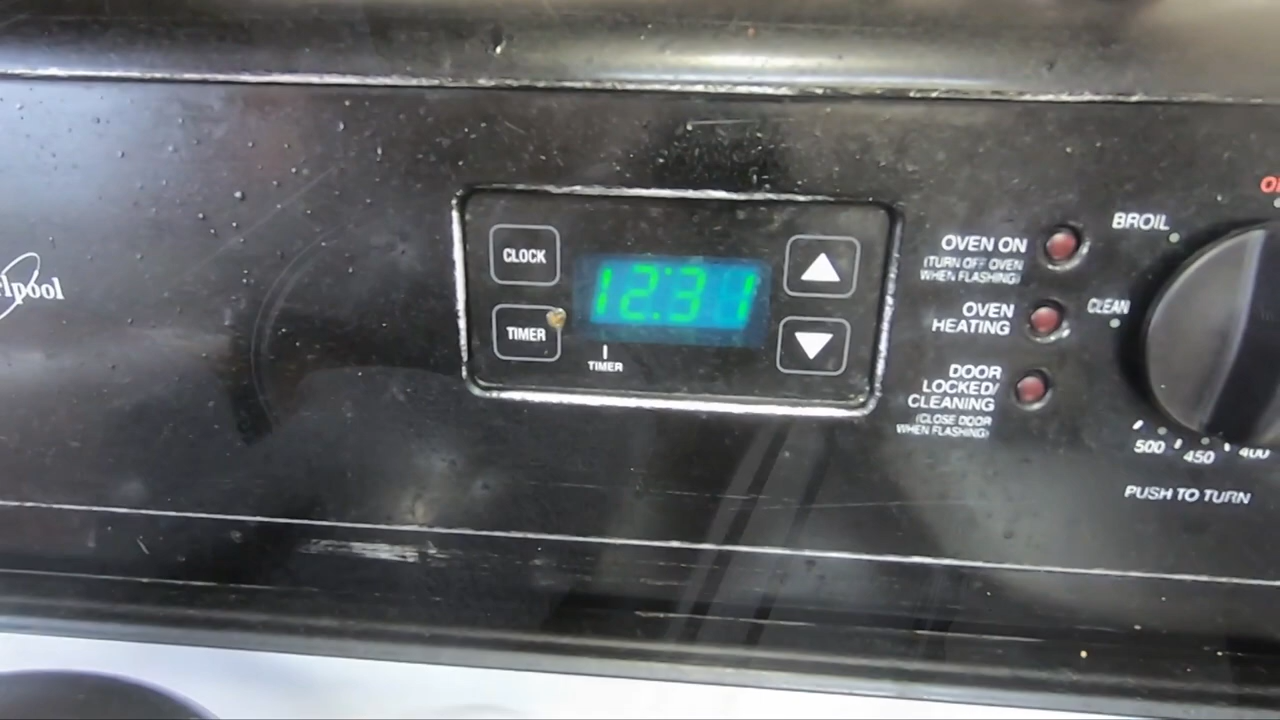 CLOCK
TIMER
12:31
TIMER
rlpool
OVEN ON
(TURN OFF OVEN
WHEN FLASHING)
OVEN
HEATING
DOOR
LOCKED/
CLEANING
(CLOSE DOOR
WHEN FLASHING)
BROIL
CLEAN
500
450
400
PUSH TO TURN